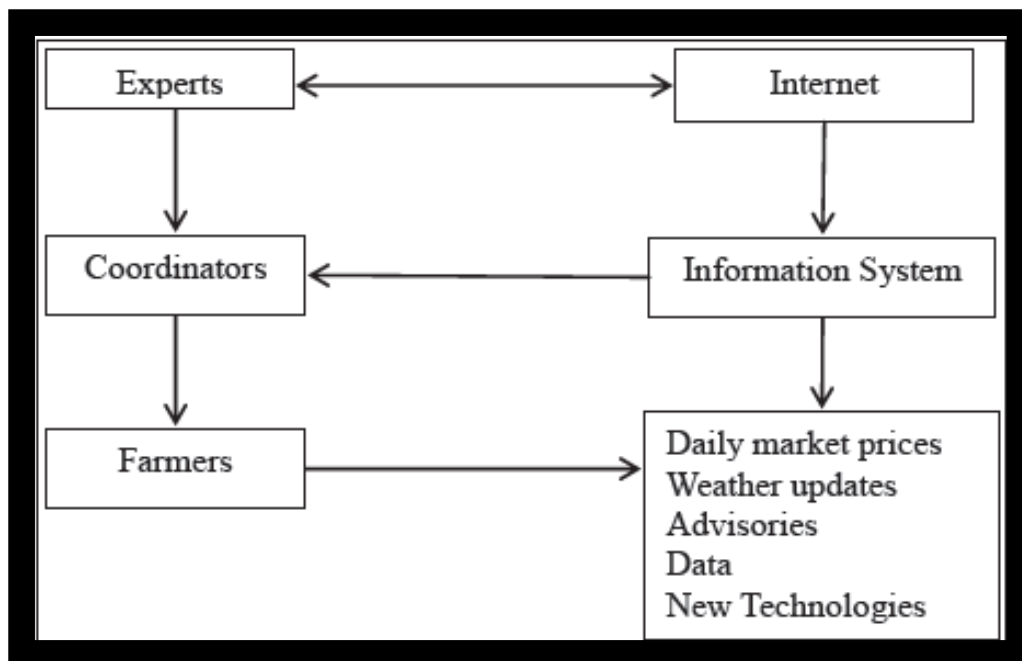 Experts
Internet
Coordinators
Information System
Farmers
Daily market prices
Weather updates
Advisories
Data
New Technologies